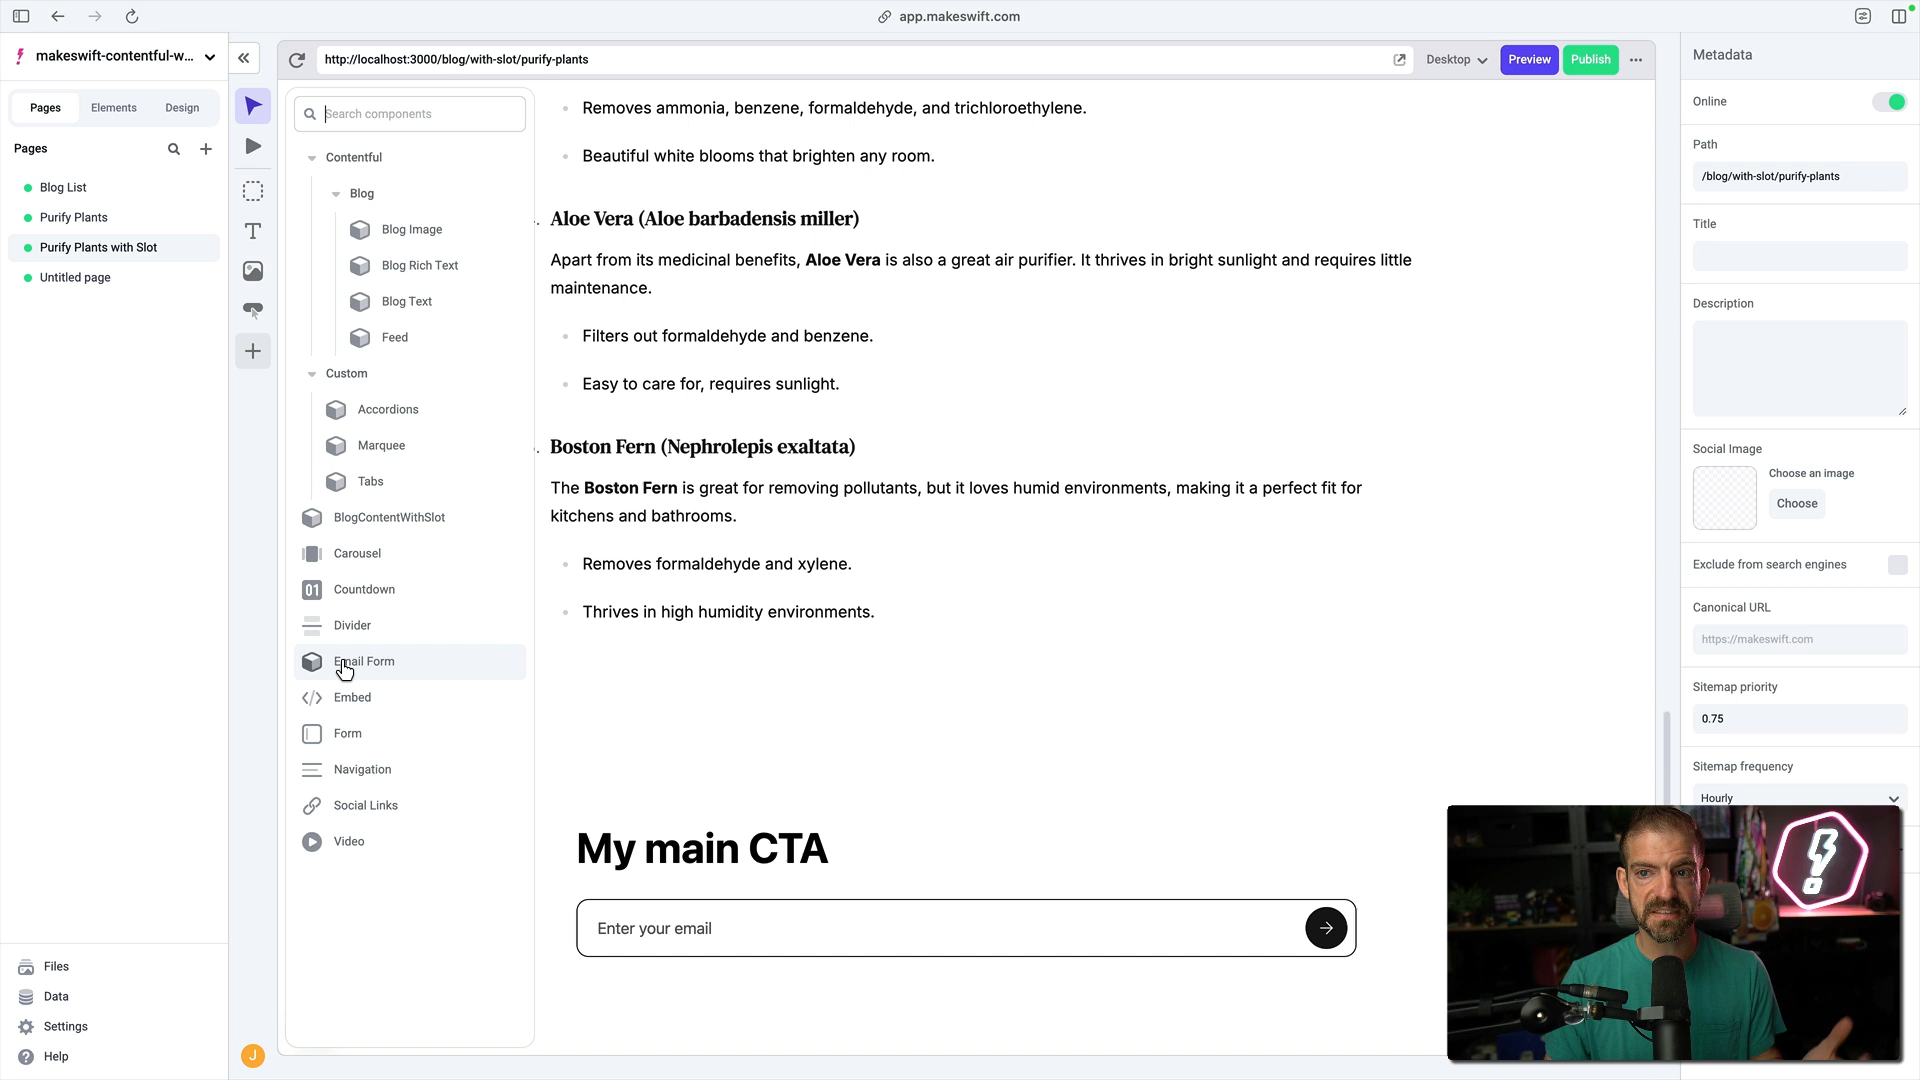 app.makeswift.com
makeswift-contentful-w...
http://localhost:3000/blog/with-slot/purify-plants
Desktop
Preview
Publish
Metadata
Pages
Elements
Design
Pages
Blog List
Purify Plants
Purify Plants with Slot
Untitled page
Files
Data
Settings
Help
J
Search components
Contentful
Blog
Blog Image
Blog Rich Text
Blog Text
Feed
Custom
Accordions
Marquee
Tabs
BlogContentWithSlot
Carousel
01
Countdown
Divider
Email Form
Embed
Form
Navigation
Social Links
Video
Removes ammonia, benzene, formaldehyde, and trichloroethylene.
Beautiful white blooms that brighten any room.
Aloe Vera (Aloe barbadensis miller)
Apart from its medicinal benefits, Aloe Vera is also a great air purifier. It thrives in bright sunlight and requires little
maintenance.
Filters out formaldehyde and benzene.
Easy to care for, requires sunlight.
Boston Fern (Nephrolepis exaltata)
The Boston Fern is great for removing pollutants, but it loves humid environments, making it a perfect fit for
kitchens and bathrooms.
Removes formaldehyde and xylene.
Thrives in high humidity environments.
My main CTA
Enter your email
Online
Path
/blog/with-slot/purify-plants
Title
Description
Social Image
Choose an image
Choose
Exclude from search engines
Canonical URL
https://makeswift.com
Sitemap priority
0.75
Sitemap frequency
Hourly